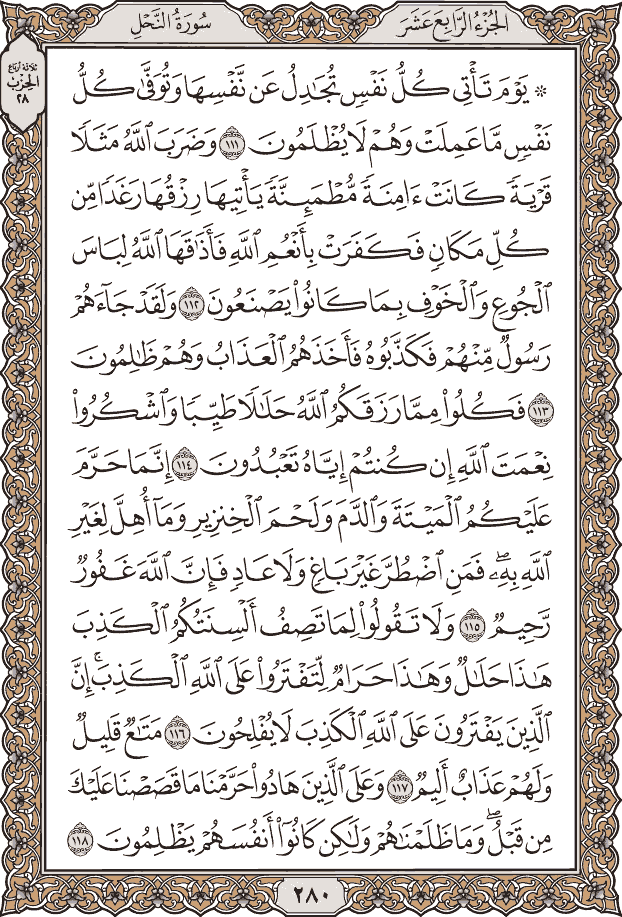 سُورَةُ النَّحْلِ
الجُزْءُ الرَّابِعَ عَشَرَ
ثلاثة أرباع
الحِزْبِ
٢٨
۞ يَوْمَ تَأْتِى كُلُّ نَفْسٍ تُجَٰدِلُ عَن نَّفْسِهَا وَتُوَفَّىٰ كُلُّ
نَفْسٍ مَّا عَمِلَتْ وَهُمْ لَا يُظْلَمُونَ ١١١ وَضَرَبَ ٱللَّهُ مَثَلًا
قَرْيَةً كَانَتْ ءَامِنَةً مُّطْمَئِنَّةً يَأْتِيهَا رِزْقُهَا رَغَدًا مِّن
كُلِّ مَكَانٍ فَكَفَرَتْ بِأَنْعُمِ ٱللَّهِ فَأَذَٰقَهَا ٱللَّهُ لِبَاسَ
ٱلْجُوعِ وَٱلْخَوْفِ بِمَا كَانُوا۟ يَصْنَعُونَ ١١٢ وَلَقَدْ جَآءَهُمْ
رَسُولٌ مِّنْهُمْ فَكَذَّبُوهُ فَأَخَذَهُمُ ٱلْعَذَابُ وَهُمْ ظَٰلِمُونَ
١١٣ فَكُلُوا۟ مِمَّا رَزَقَكُمُ ٱللَّهُ حَلَٰلًا طَيِّبًا وَٱشْكُرُوا۟
نِعْمَتَ ٱللَّهِ إِن كُنتُمْ إِيَّاهُ تَعْبُدُونَ ١١٤ إِنَّمَا حَرَّمَ
عَلَيْكُمُ ٱلْمَيْتَةَ وَٱلدَّمَ وَلَحْمَ ٱلْخِنزِيرِ وَمَآ أُهِلَّ لِغَيْرِ
ٱللَّهِ بِهِۦۖ فَمَنِ ٱضْطُرَّ غَيْرَ بَاغٍ وَلَا عَادٍ فَإِنَّ ٱللَّهَ غَفُورٌ
رَّحِيمٌ ١١٥ وَلَا تَقُولُوا۟ لِمَا تَصِفُ أَلْسِنَتُكُمُ ٱلْكَذِبَ
هَٰذَا حَلَٰلٌ وَهَٰذَا حَرَامٌ لِّتَفْتَرُوا۟ عَلَى ٱللَّهِ ٱلْكَذِبَۚ إِنَّ
ٱلَّذِينَ يَفْتَرُونَ عَلَى ٱللَّهِ ٱلْكَذِبَ لَا يُفْلِحُونَ ١١٦ مَتَٰعٌ قَلِيلٌ
وَلَهُمْ عَذَابٌ أَلِيمٌ ١١٧ وَعَلَى ٱلَّذِينَ هَادُوا۟ حَرَّمْنَا مَا قَصَصْنَا عَلَيْكَ
مِن قَبْلُۖ وَمَا ظَلَمْنَٰهُمْ وَلَٰكِن كَانُوٓا۟ أَنفُسَهُمْ يَظْلِمُونَ ١١٨
٢٨٠